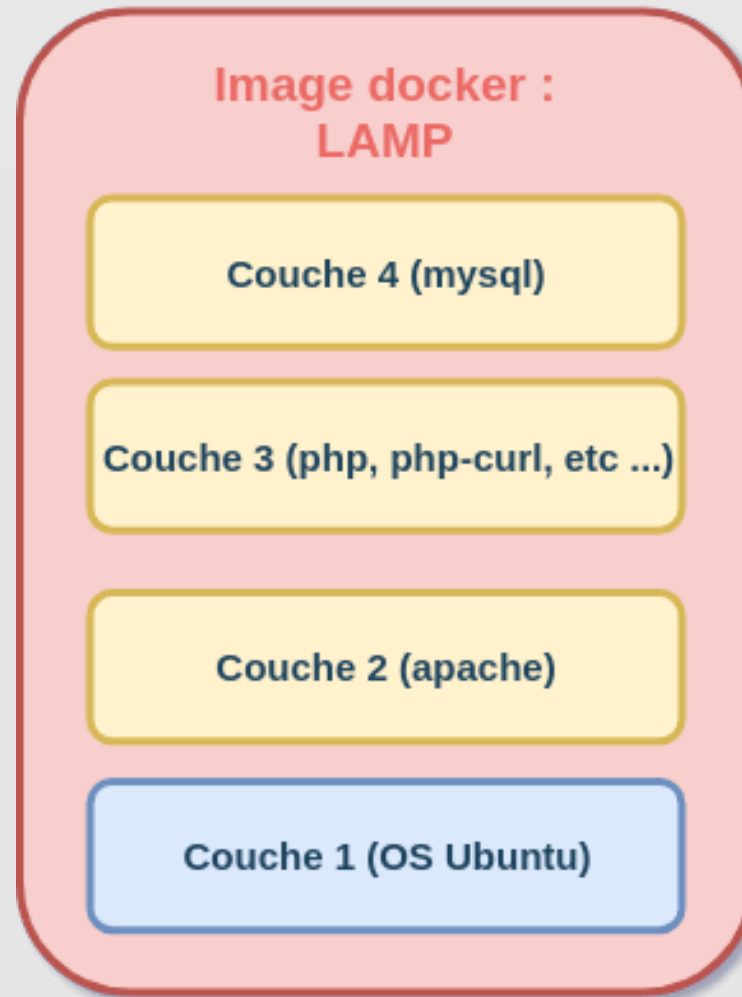 Image docker :
LAMP
Couche 4 (mysql)
Couche 3 (php, php-curl, etc ...)
Couche 2 (apache)
Couche 1 (OS Ubuntu)